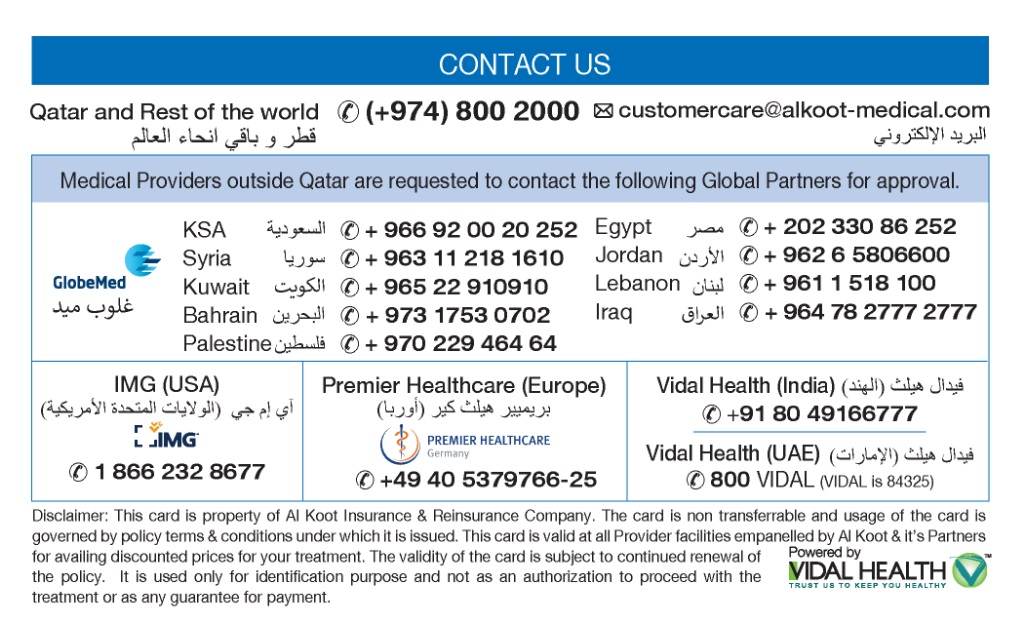 CONTACT US
Qatar and Rest of the world ✆ (+974) 800 2000 ✉ customercare@alkoot-medical.com
قطر و باقي انحاء العالم البريد الإلكتروني
Medical Providers outside Qatar are requested to contact the following Global Partners for approval.
GlobeMed
غلوب ميد
KSA السعودية ✆ + 966 92 00 20 252
Syria سوريا ✆ + 963 11 218 1610
Kuwait الكويت ✆ + 965 22 910910
Bahrain البحرين ✆ + 973 1753 0702
Palestine فلسطين ✆ + 970 229 464 64
Egypt مصر ✆ + 202 330 86 252
Jordan الأردن ✆ + 962 6 5806600
Lebanon لبنان ✆ + 961 1 518 100
Iraq العراق ✆ + 964 78 2777 2777
IMG (USA)
آي إم جي (الولايات المتحدة الأمريكية)
IMG
✆ 1 866 232 8677
Premier Healthcare (Europe)
بريميير هيلث كير (أوربا)
PREMIER HEALTHCARE
Germany
✆ +49 40 5379766-25
Vidal Health (India) فيدال هيلث (الهند)
✆ +91 80 49166777
Vidal Health (UAE) فيدال هيلث (الإمارات)
✆ 800 VIDAL (VIDAL is 84325)
Disclaimer: This card is property of Al Koot Insurance & Reinsurance Company. The card is non transferrable and usage of the card is
governed by policy terms & conditions under which it is issued. This card is valid at all Provider facilities empanelled by Al Koot & it's Partners
for availing discounted prices for your treatment. The validity of the card is subject to continued renewal of
the policy. It is used only for identification purpose and not as an authorization to proceed with the
treatment or as any guarantee for payment.
Powered by
VIDAL HEALTH™
TRUST US TO KEEP YOU HEALTHY